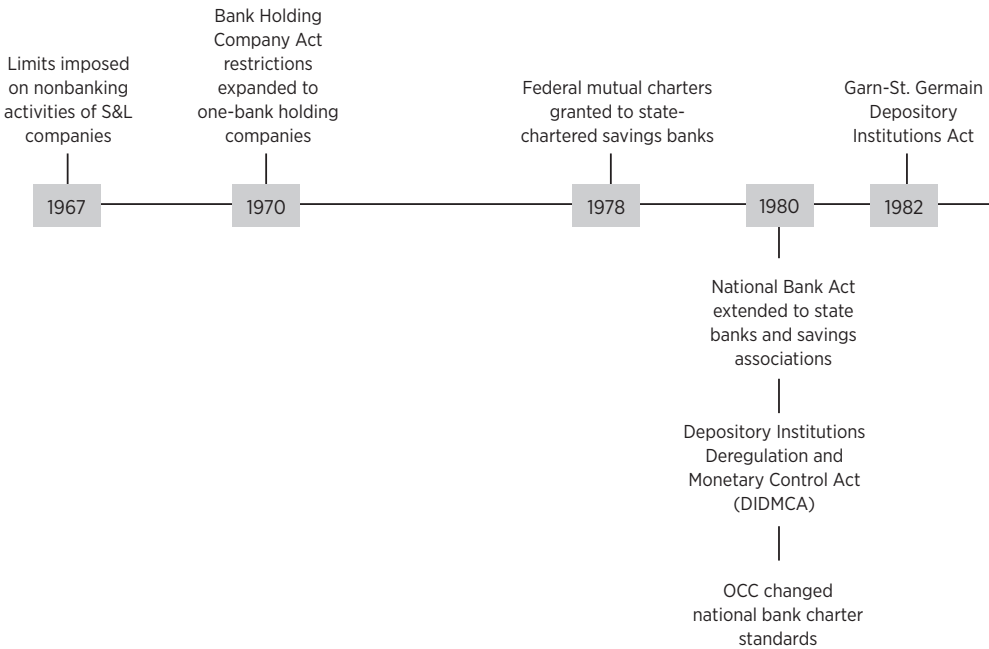 Limits imposed
on nonbanking
activities of S&L
companies
Bank Holding
Company Act
restrictions
expanded to
one-bank holding
companies
Federal mutual charters
granted to state-
chartered savings banks
Garn-St. Germain
Depository
Institutions Act
1967
1970
1978
1980
1982
National Bank Act
extended to state
banks and savings
associations
Depository Institutions
Deregulation and
Monetary Control Act
(DIDMCA)
OCC changed
national bank charter
standards